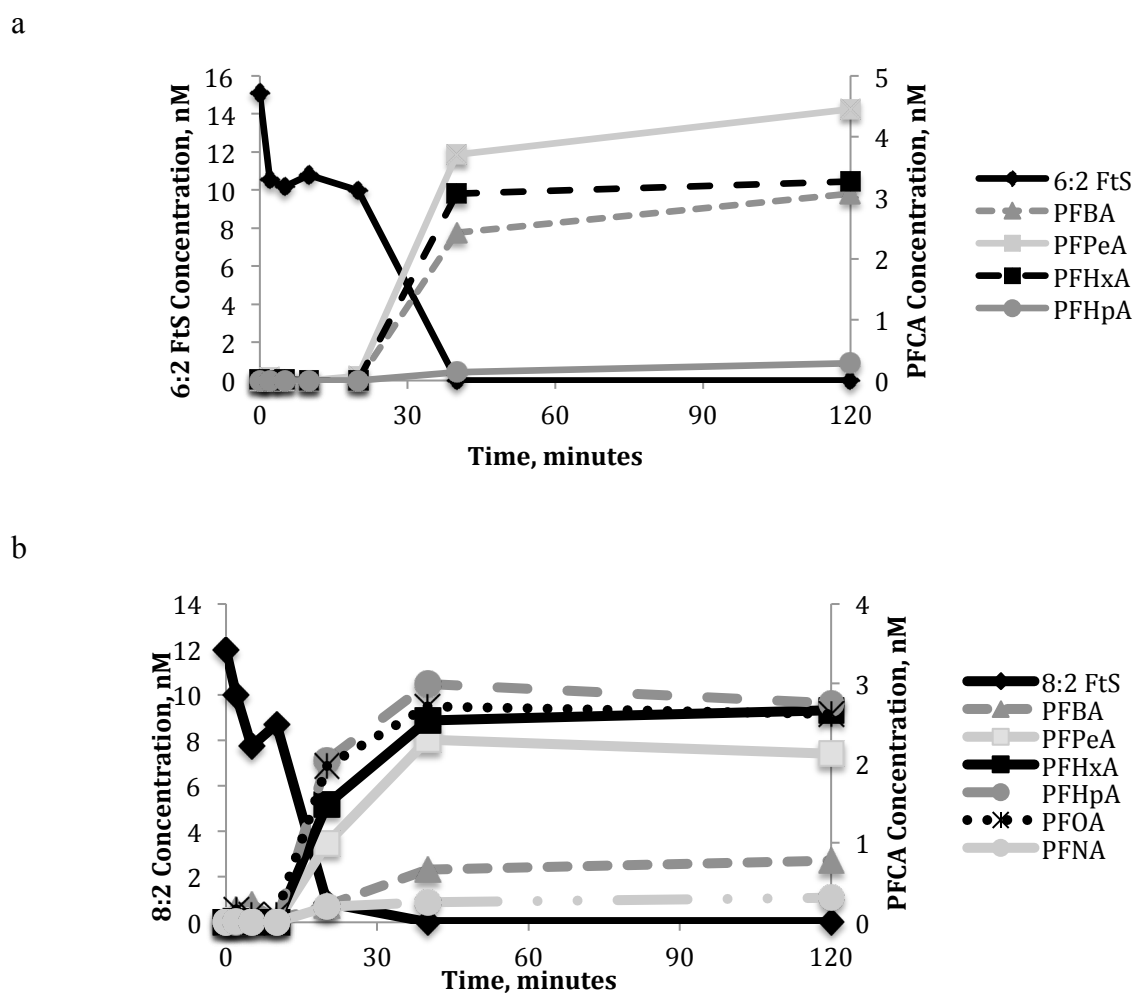 a
6:2 FtS Concentration, nM
16
14
12
10
8
6
4
2
0
5
4
3
2
1
0
PFCA Concentration, nM
0
30
60
90
120
Time, minutes
6:2 FtS
PFBA
PFPeA
PFHxA
PFHpA
b
8:2 Concentration, nM
14
12
10
8
6
4
2
0
4
3
2
1
0
PFCA Concentration, nM
0
30
60
90
120
Time, minutes
8:2 FtS
PFBA
PFPeA
PFHxA
PFHpA
PFOA
PFNA